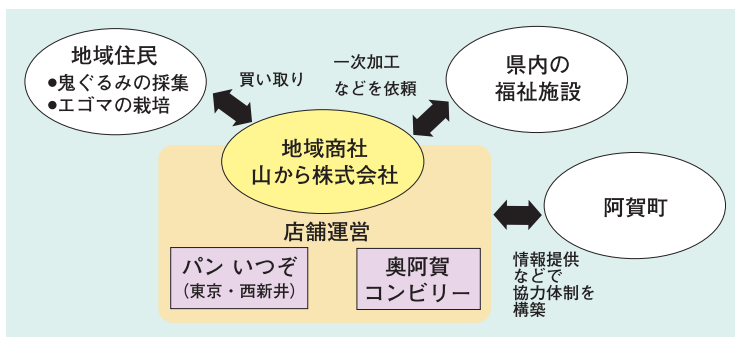 地域住民
●鬼ぐるみの採集
●エゴマの栽培
買い取り
一次加工
などを依頼
県内の
福祉施設
地域商社
山から株式会社
店舗運営
パン いつぞ
(東京・西新井)
奥阿賀
コンビリー
阿賀町
情報提供
などで
協力体制を
構築